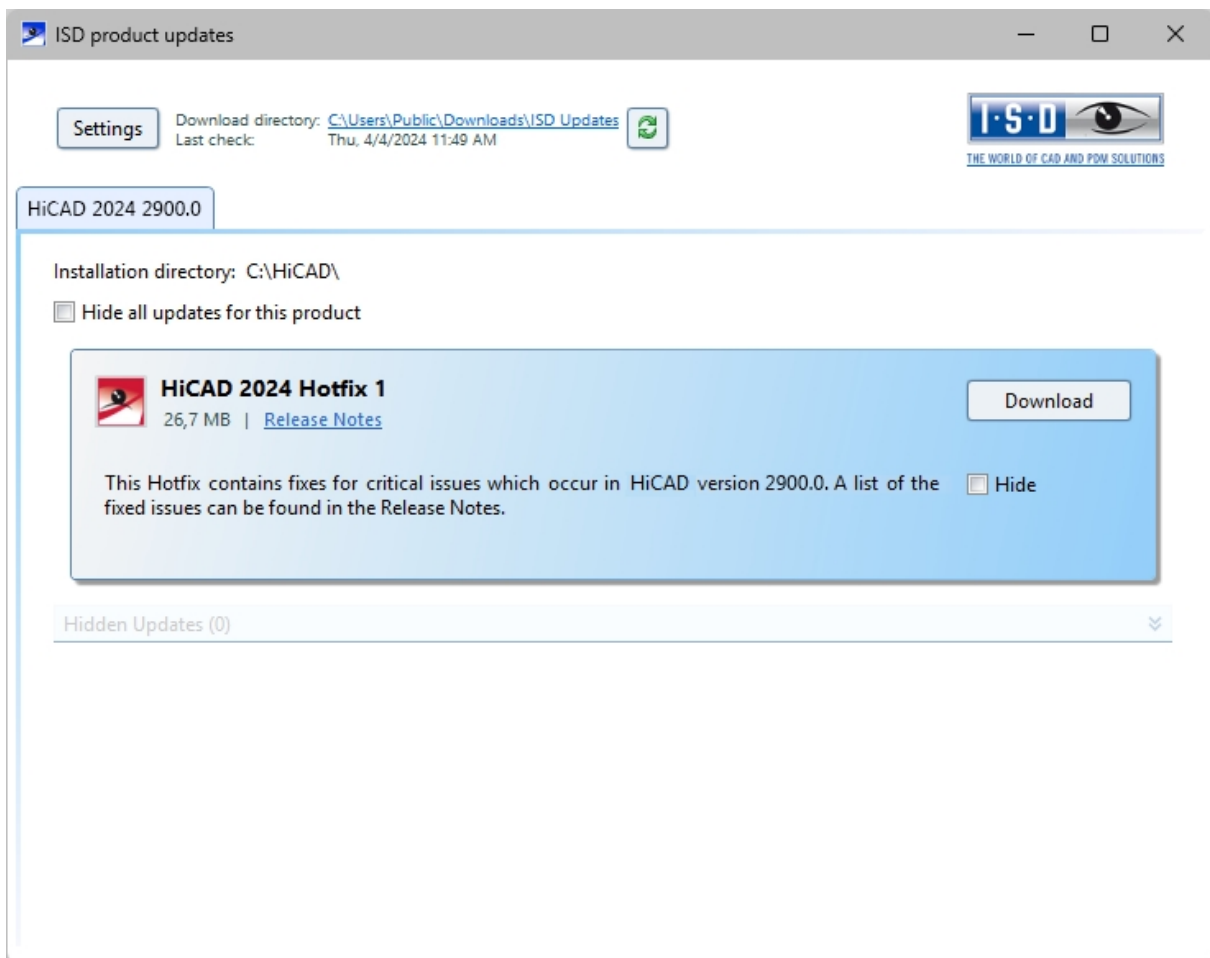 ISD product updates
Settings
Download directory: C:\Users\Public\Downloads\ISD Updates
Last check: Thu, 4/4/2024 11:49 AM
I·S·D
THE WORLD OF CAD AND PDM SOLUTIONS
HiCAD 2024 2900.0
Installation directory: C:\HiCAD\
Hide all updates for this product
HiCAD 2024 Hotfix 1
26,7 MB | Release Notes
Download
This Hotfix contains fixes for critical issues which occur in HiCAD version 2900.0. A list of the
fixed issues can be found in the Release Notes.
Hide
Hidden Updates (0)